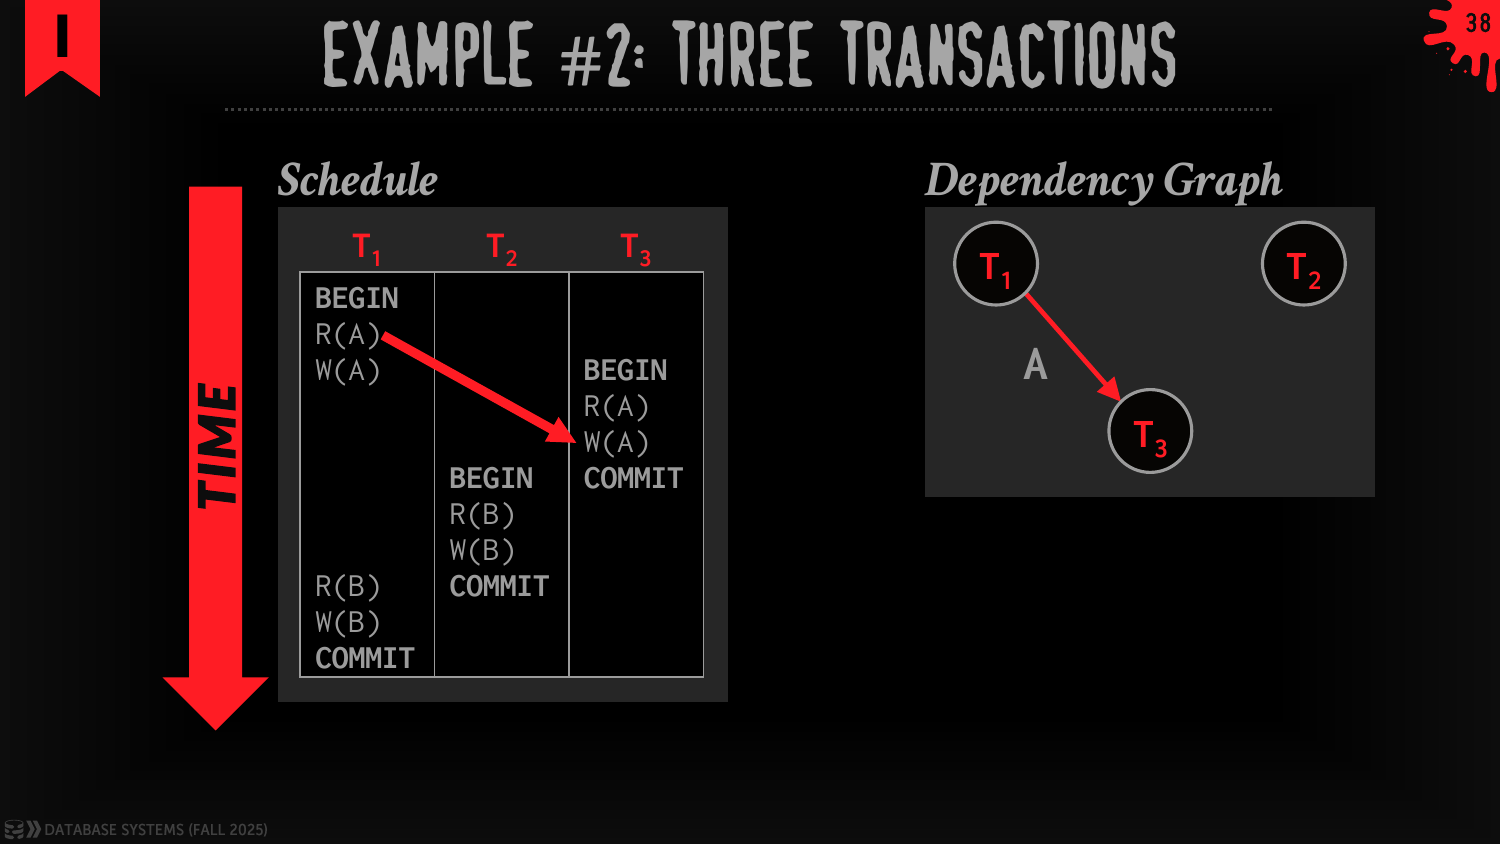 I
EXAMPLE #2: THREE TRANSACTIONS
38
Schedule
T1 T2 T3
BEGIN
R(A)
W(A) BEGIN
R(A)
W(A)
BEGIN COMMIT
R(B)
W(B)
R(B) COMMIT
W(B)
COMMIT
TIME
Dependency Graph
T1 T2
A
T3
DATABASE SYSTEMS (FALL 2025)